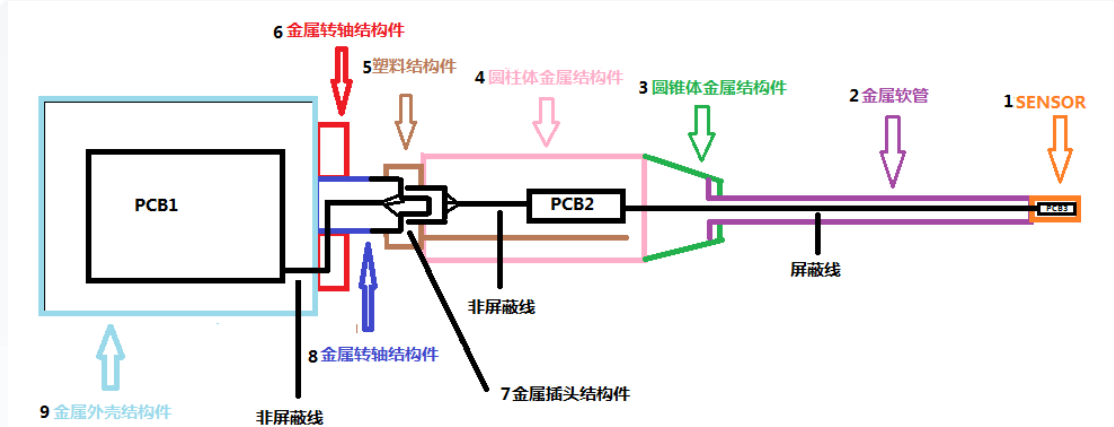 6 金属转轴结构件
5 塑料结构件
4 圆柱体金属结构件
3 圆锥体金属结构件
2 金属软管
1 SENSOR
PCB1
PCB2
PCB3
屏蔽线
非屏蔽线
8 金属转轴结构件
7 金属插头结构件
9 金属外壳结构件
非屏蔽线